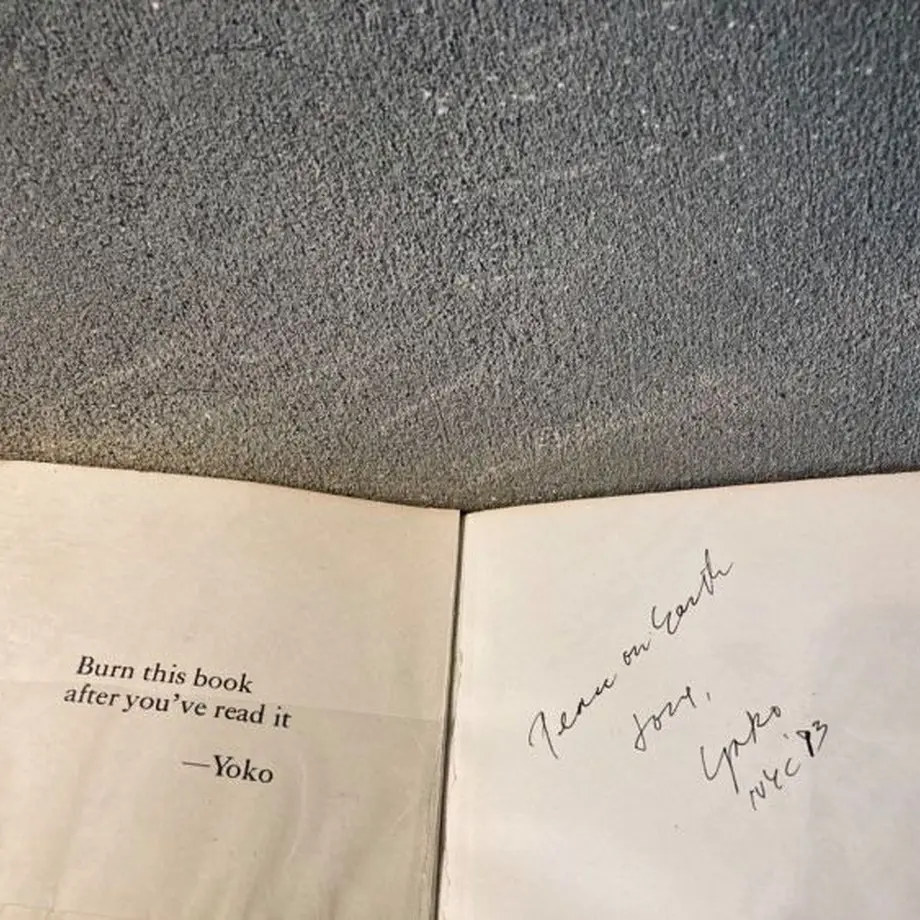 Burn this book
after you've read it
—Yoko
Peace on Earth
love,
Yoko
NYC '93